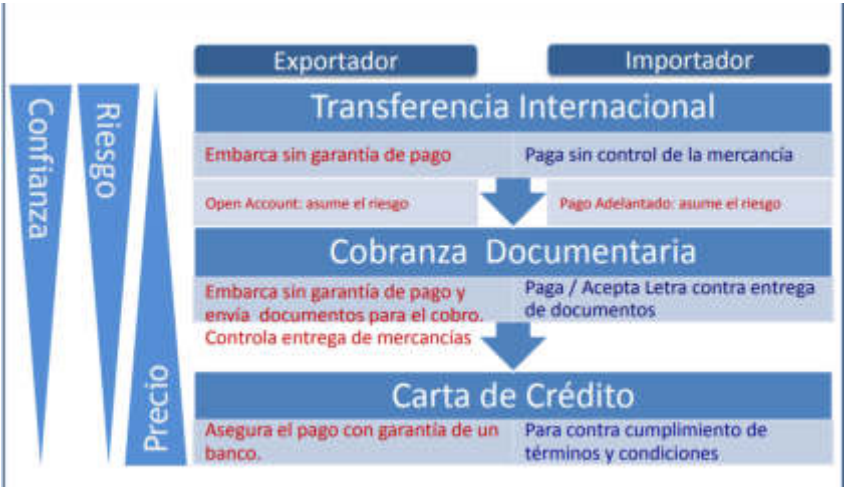 Exportador
Importador
Confianza
Riesgo
Precio
Transferencia Internacional
Embarca sin garantía de pago
Paga sin control de la mercancía
Open Account: asume el riesgo
Pago Adelantado: asume el riesgo
Cobranza Documentaria
Embarca sin garantía de pago y
envía documentos para el cobro.
Controla entrega de mercancías
Paga / Acepta Letra contra entrega
de documentos
Carta de Crédito
Asegura el pago con garantía de un
banco.
Para contra cumplimiento de
términos y condiciones